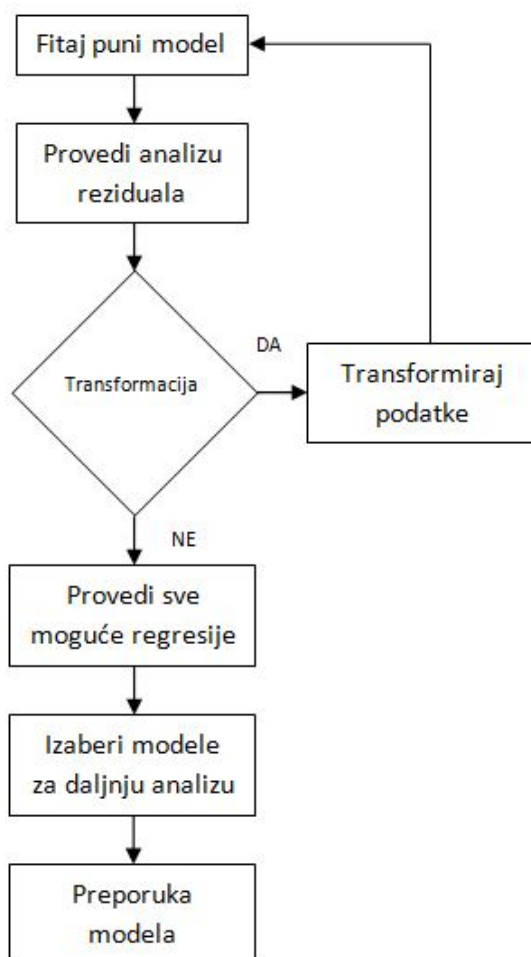 Fitaj puni model
Provedi analizu
reziduala
Transformacija
DA
Transformiraj
podatke
NE
Provedi sve
moguće regresije
Izaberi modele
za daljnju analizu
Preporuka
modela